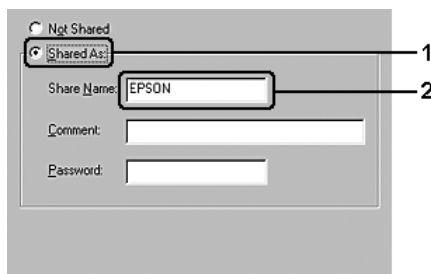 Not Shared
Shared As: 1
Share Name: EPSON 2
Comment:
Password: